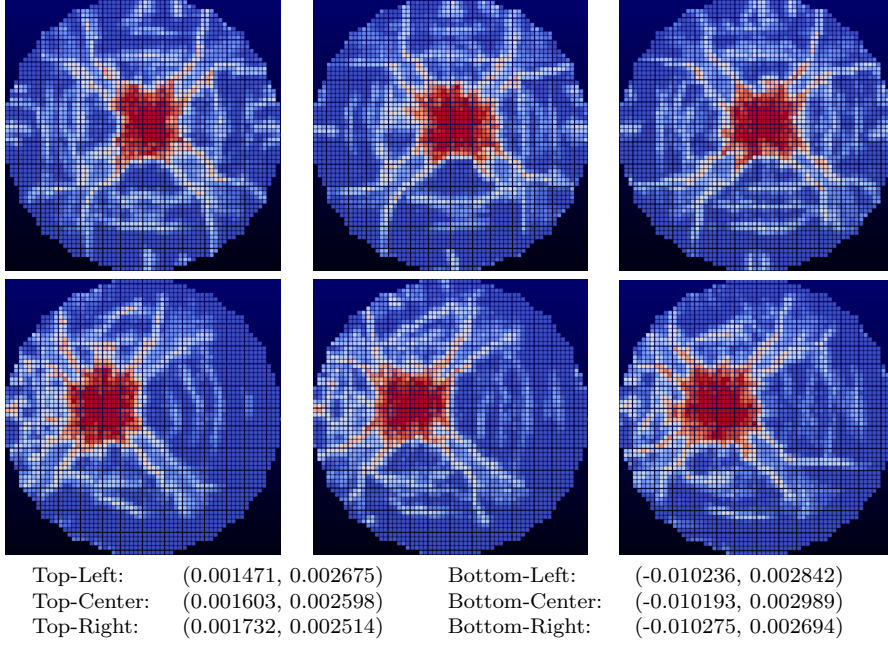 Top-Left: (0.001471, 0.002675) Bottom-Left: (-0.010236, 0.002842)
Top-Center: (0.001603, 0.002598) Bottom-Center: (-0.010193, 0.002989)
Top-Right: (0.001732, 0.002514) Bottom-Right: (-0.010275, 0.002694)